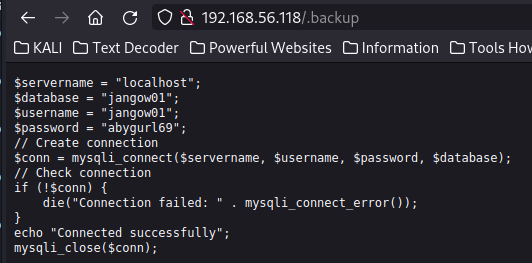 192.168.56.118/.backup
KALI Text Decoder Powerful Websites Information Tools How
$servername = "localhost";
$database = "jangow01";
$username = "jangow01";
$password = "abygurl69";
// Create connection
$conn = mysqli_connect($servername, $username, $password, $database);
// Check connection
if (!$conn) {
    die("Connection failed: " . mysqli_connect_error());
}
echo "Connected successfully";
mysqli_close($conn);